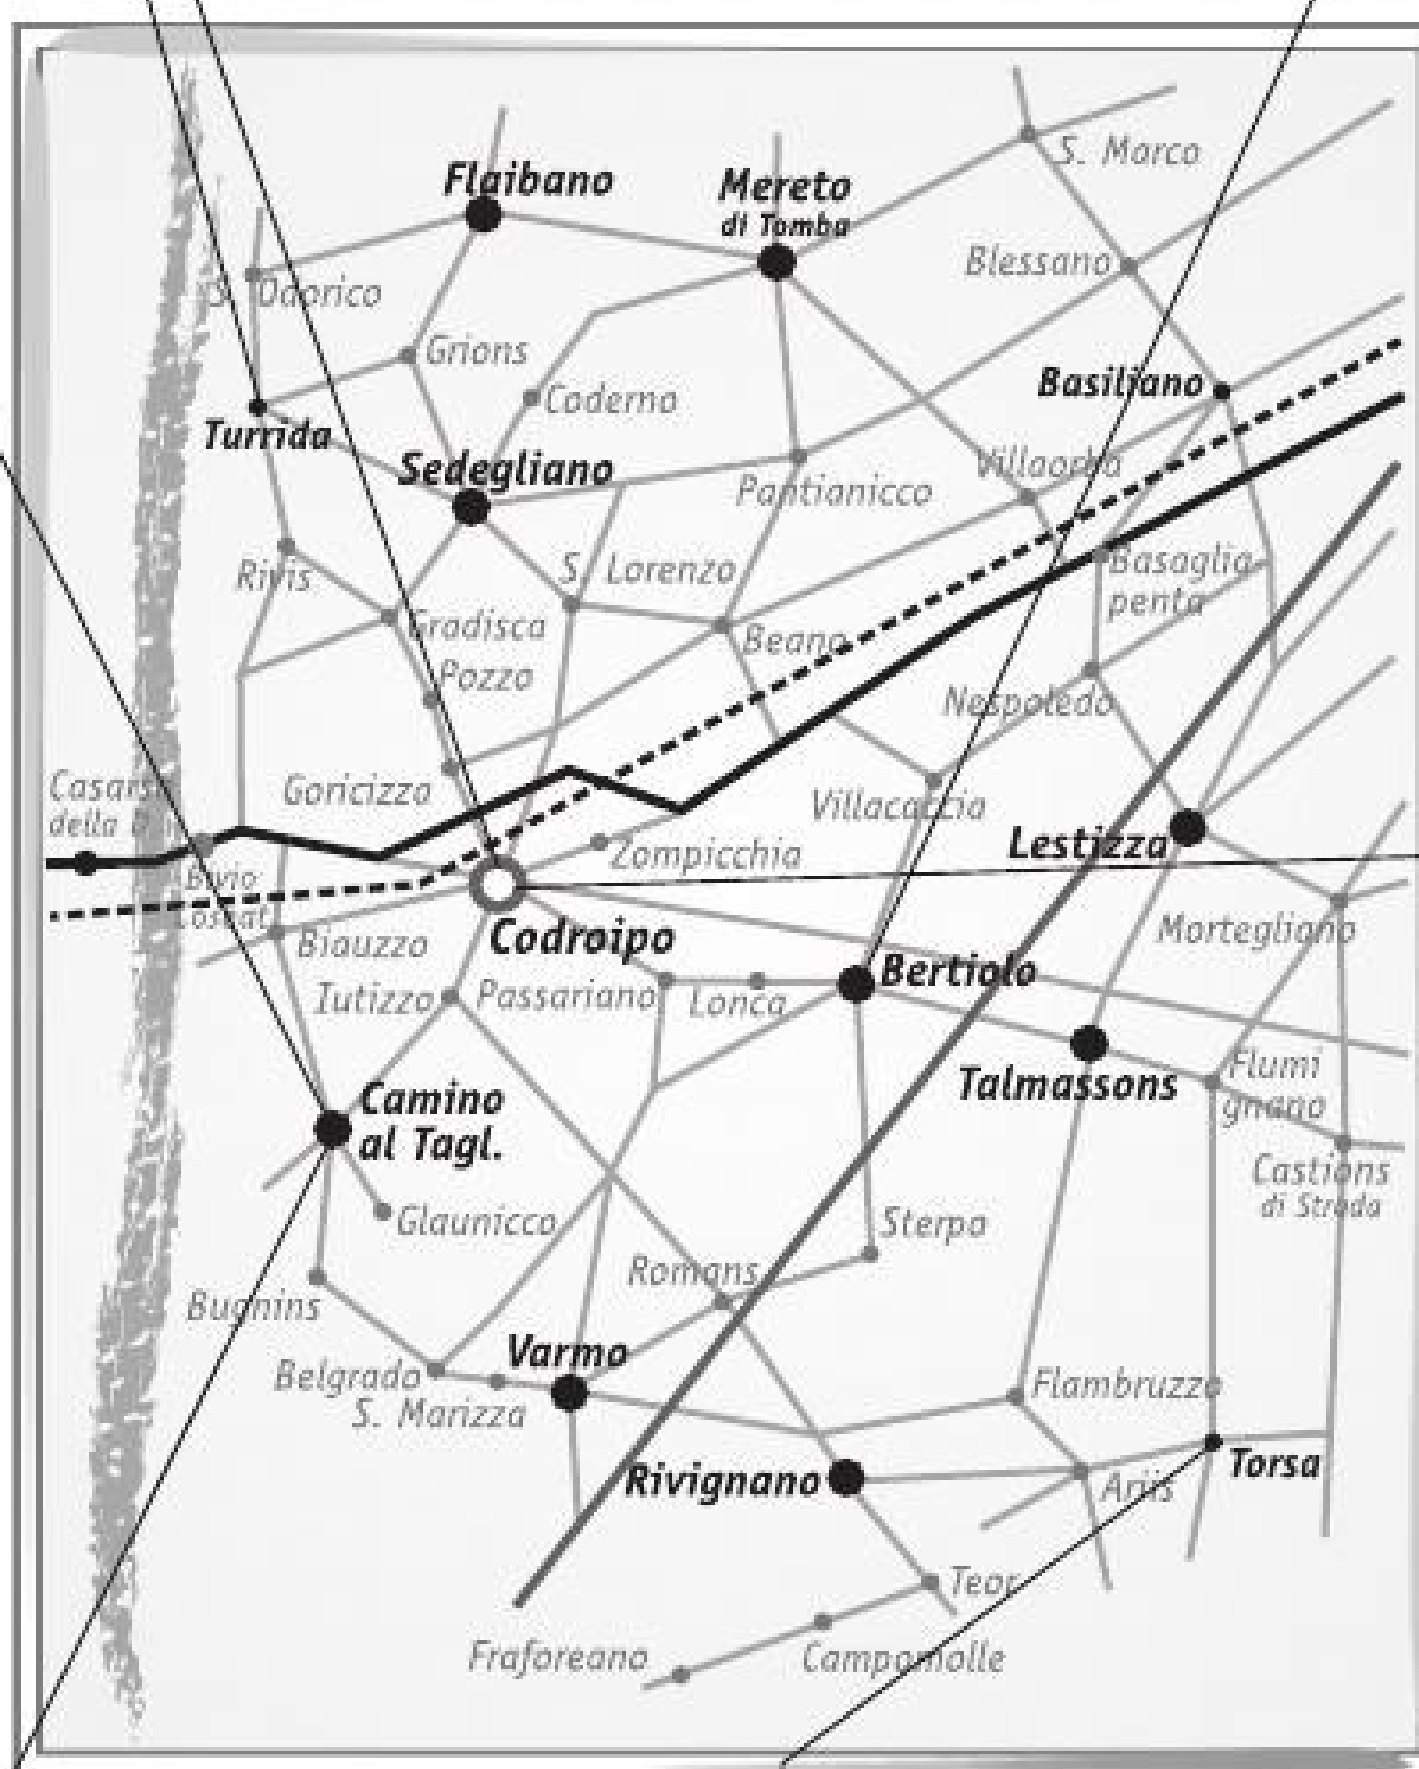 S. Marco
Flaibano
Mereto
di Tomba
Blessano
S. Odorico
Grions
Coderno
Basiliano
Turrida
Sedegliano
Villaorba
Pantianicco
Rivis
S. Lorenzo
Basaglia
penta
Gradisca
Beano
Pozzo
Nespoledo
Casarsa
della D.
Goricizza
Villacaccia
Lestizza
Zompicchia
Bivio
Codroipo
Biauzzo
Mortegliano
Bertiolo
Iutizzo
Passariano
Lonca
Flumi
gnano
Talmassons
Camino
al Tagl.
Castions
di Strada
Glaunicco
Sterpo
Romans
Bugnins
Varmo
Belgrado
Flambruzzo
S. Marizza
Rivignano
Torsa
Ariis
Teor
Fraforeano
Campomolle